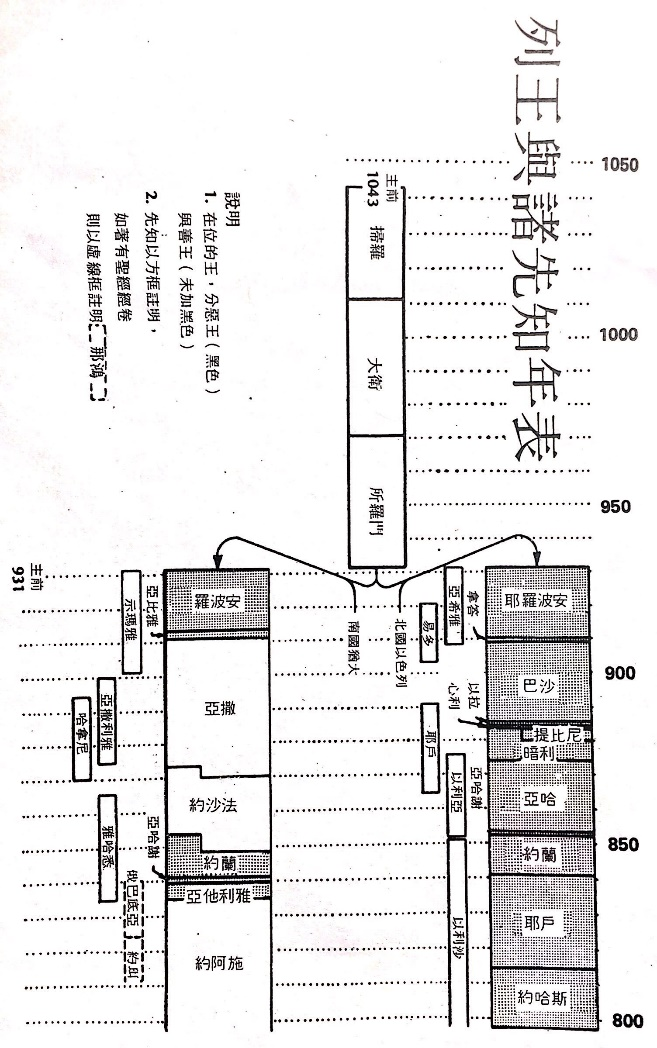 列王與諸先知年表
1050
1000
950
900
850
800
主前
1043
掃羅
大衛
所羅門
說明
1. 在位的王，分惡王（黑色）
與善王（未加黑色）
2. 先知以方框註明，
如著有聖經經卷
則以虛線框註明：那鴻
北國以色列
南國猶大
耶羅波安
拿答
巴沙
以拉
心利
提比尼
暗利
亞哈
亞哈謝
約蘭
耶戶
約哈斯
亞希雅
易多
耶戶
以利亞
以利沙
羅波安
亞比雅
亞撒
約沙法
約蘭
亞哈謝
亞他利雅
約阿施
示瑪雅
亞撒利雅
哈拿尼
雅哈悉
俄巴底亞
約珥
主前
931